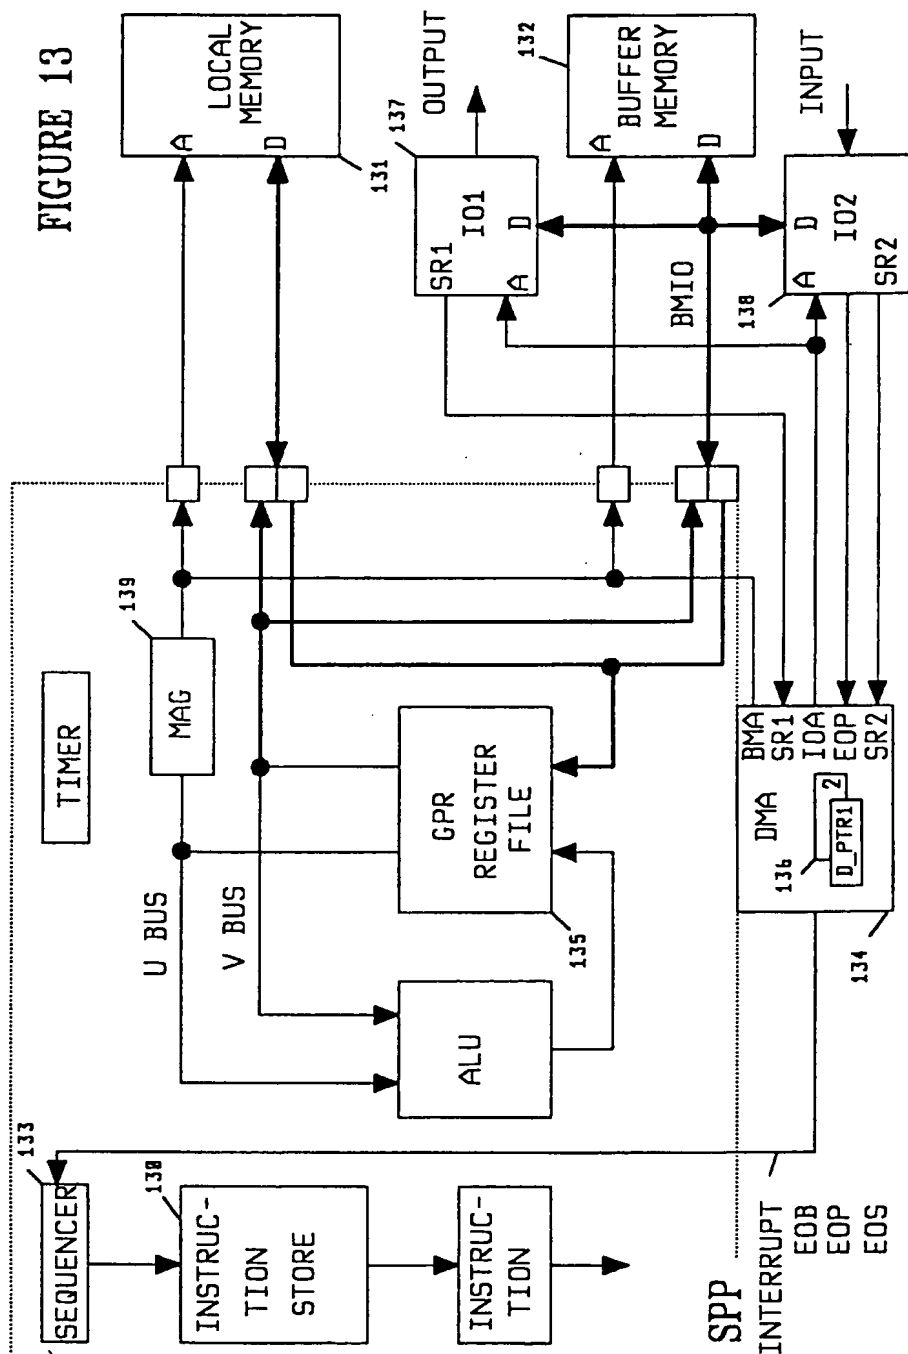 FIGURE 13
133
SEQUENCER
130
INSTRUC-
TION
STORE
INSTRUC-
TION
SPP
INTERRUPT
EOB
EOP
EOS
TIMER
U BUS
V BUS
139
MAG
ALU
GPR
REGISTER
FILE
135
DMA
136
D_PTR1
2
134
BMA
SR1
IOA
EOP
SR2
LOCAL
MEMORY
A
D
131
OUTPUT
137
SR1
IO1
A
D
132
BUFFER
MEMORY
A
D
BMIO
INPUT
138
A
D
IO2
SR2